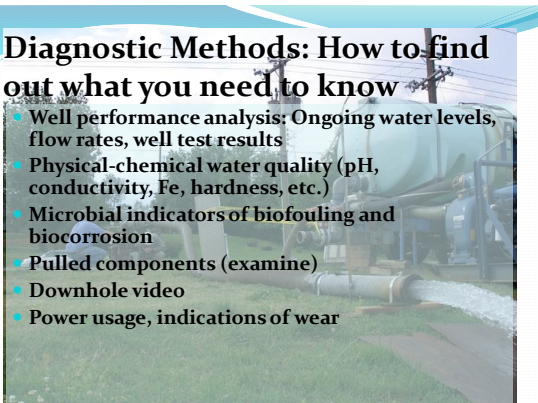 Diagnostic Methods: How to find
out what you need to know
Well performance analysis: Ongoing water levels,
flow rates, well test results
Physical-chemical water quality (pH,
conductivity, Fe, hardness, etc.)
Microbial indicators of biofouling and
biocorrosion
Pulled components (examine)
Downhole video
Power usage, indications of wear